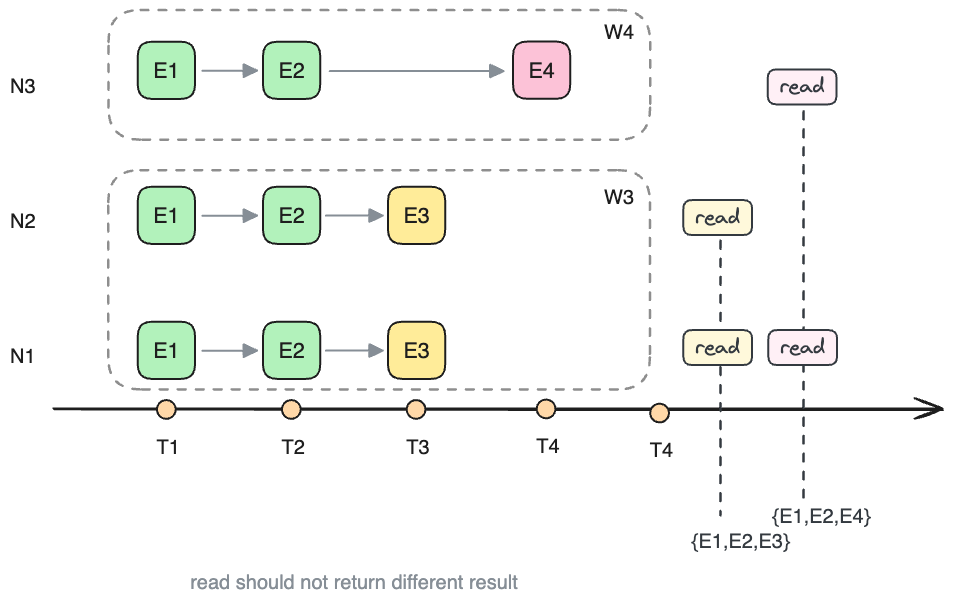 W4
N3
E1
E2
E4
read
W3
N2
E1
E2
E3
read
N1
E1
E2
E3
read
read
T1
T2
T3
T4
T4
{E1,E2,E4}
{E1,E2,E3}
read should not return different result